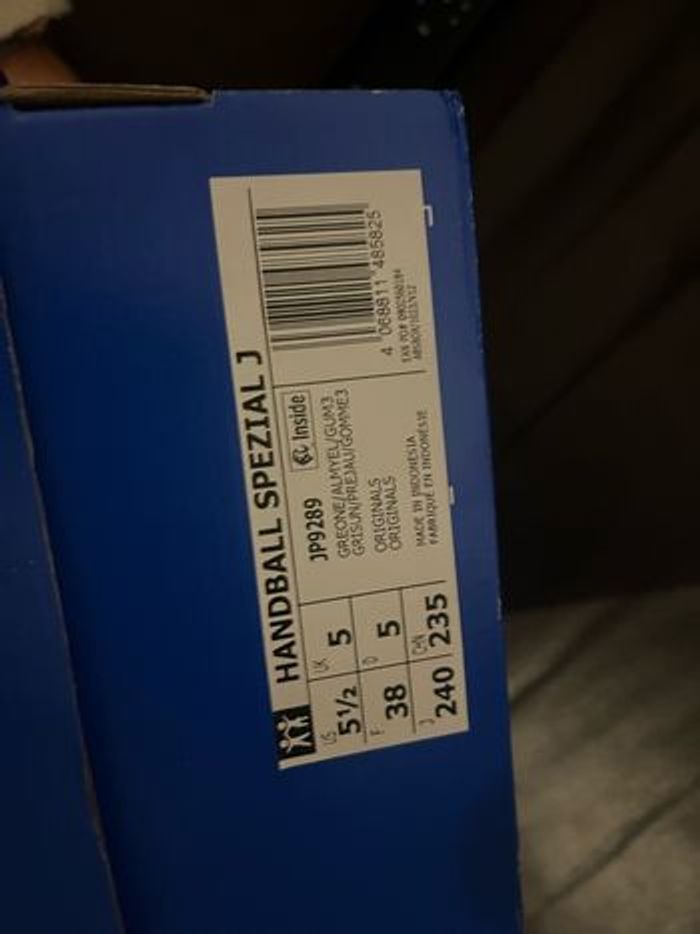 HANDBALL SPEZIAL J
JP9289
Inside
GREONE/ALMYEL/GUM3
GRISUN/PREJAU/GOMME3
ORIGINALS
ORIGINALS
MADE IN INDONESIA
FABRIQUÉ EN INDONÉSIE
4 068811 485825
US
5½
UK
5
F
38
D
5
J
240
CHN
235